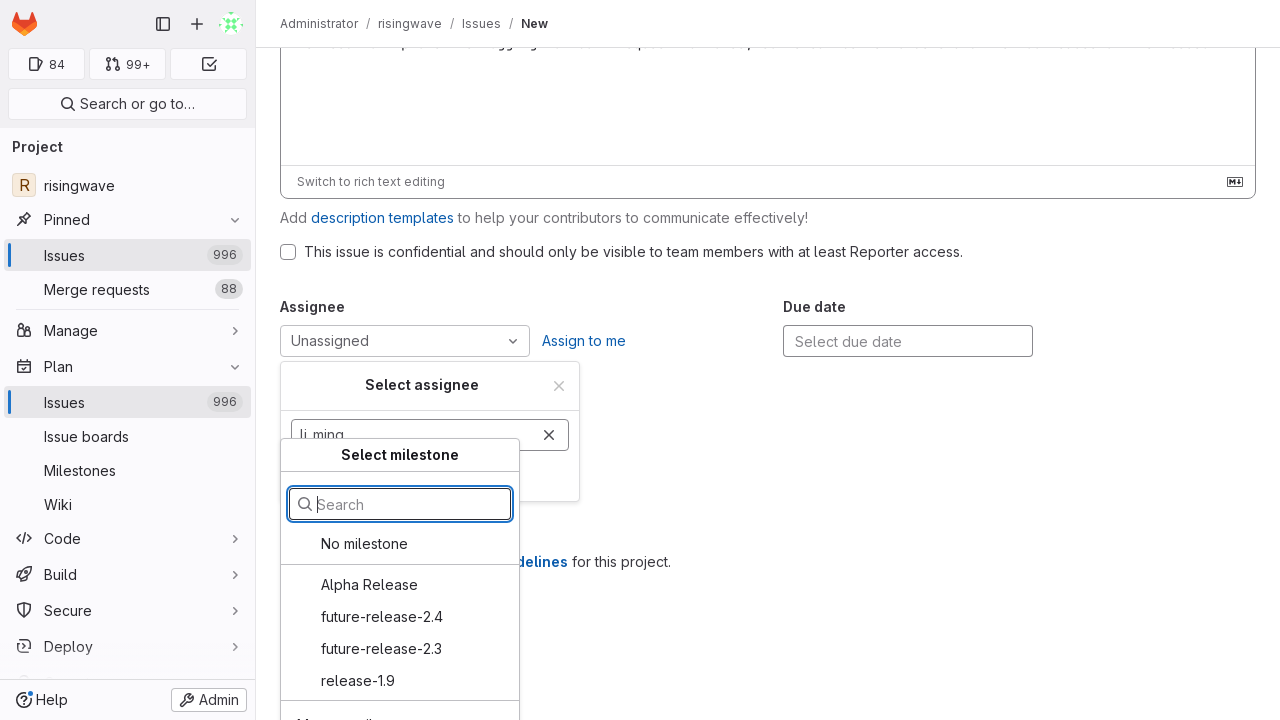 Administrator / risingwave / Issues / New
84
99+
Search or go to…
Project
R risingwave
Pinned
Issues 996
Merge requests 88
Manage
Plan
Issues 996
Issue boards
Milestones
Wiki
Code
Build
Secure
Deploy
Help
Admin
Switch to rich text editing
Add description templates to help your contributors to communicate effectively!
This issue is confidential and should only be visible to team members with at least Reporter access.
Assignee
Unassigned
Assign to me
Due date
Select due date
Select assignee
Select milestone
Search
No milestone
Alpha Release
future-release-2.4
future-release-2.3
release-1.9
for this project.